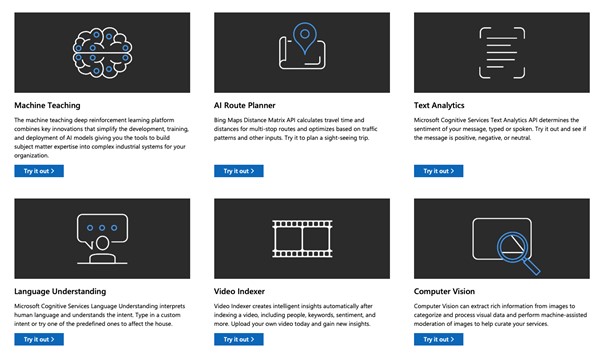 Machine Teaching
The machine teaching deep reinforcement learning platform
combines key innovations that simplify the development, training,
and deployment of AI models giving you the tools to build
subject matter expertise into complex industrial systems for your
organization.
Try it out >
AI Route Planner
Bing Maps Distance Matrix API calculates travel time and
distances for multi-stop routes and optimizes based on traffic
patterns and other inputs. Try it to plan a sight-seeing trip.
Try it out >
Text Analytics
Microsoft Cognitive Services Text Analytics API determines the
sentiment of your message, typed or spoken. Try it out and see if
the message is positive, negative, or neutral.
Try it out >
Language Understanding
Microsoft Cognitive Services Language Understanding interprets
human language and understands the intent. Type in a custom
intent or try one of the predefined ones to affect the house.
Try it out >
Video Indexer
Video Indexer creates intelligent insights automatically after
indexing a video, including people, keywords, sentiment, and
more. Upload your own video today and gain new insights.
Try it out >
Computer Vision
Computer Vision can extract rich information from images to
categorize and process visual data and perform machine-assisted
moderation of images to help curate your services.
Try it out >